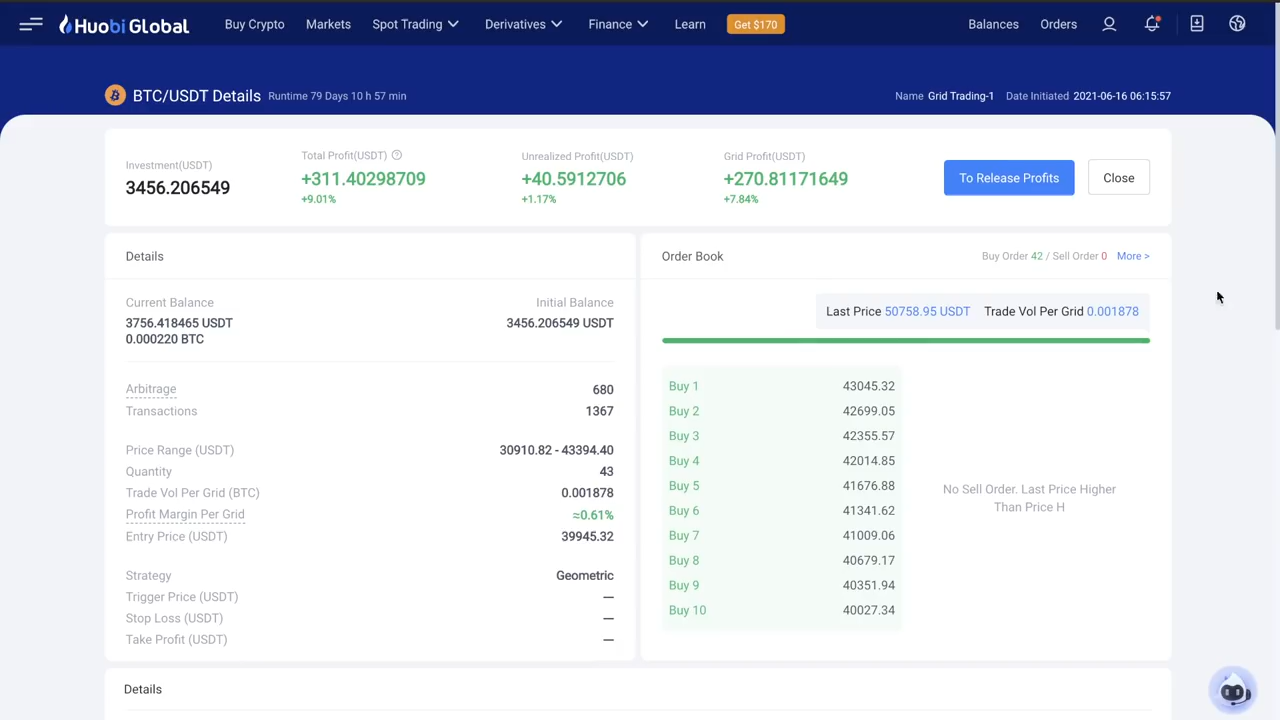 Huobi Global Buy Crypto Markets Spot Trading Derivatives Finance Learn Get $170 Balances Orders
BTC/USDT Details Runtime 79 Days 10 h 57 min Name Grid Trading-1 Date Initiated 2021-06-16 06:15:57
Investment(USDT)
3456.206549
Total Profit(USDT) ?
+311.40298709
+9.01%
Unrealized Profit(USDT)
+40.5912706
+1.17%
Grid Profit(USDT)
+270.81171649
+7.84%
To Release Profits
Close
Details
Current Balance Initial Balance
3756.418465 USDT 3456.206549 USDT
0.000220 BTC
Arbitrage 680
Transactions 1367
Price Range (USDT) 30910.82 - 43394.40
Quantity 43
Trade Vol Per Grid (BTC) 0.001878
Profit Margin Per Grid ≈0.61%
Entry Price (USDT) 39945.32
Strategy Geometric
Trigger Price (USDT) —
Stop Loss (USDT) —
Take Profit (USDT) —
Order Book Buy Order 42 / Sell Order 0 More >
Last Price 50758.95 USDT Trade Vol Per Grid 0.001878
Buy 1 43045.32
Buy 2 42699.05
Buy 3 42355.57
Buy 4 42014.85
Buy 5 41676.88
Buy 6 41341.62
Buy 7 41009.06
Buy 8 40679.17
Buy 9 40351.94
Buy 10 40027.34
No Sell Order. Last Price Higher
Than Price H
Details